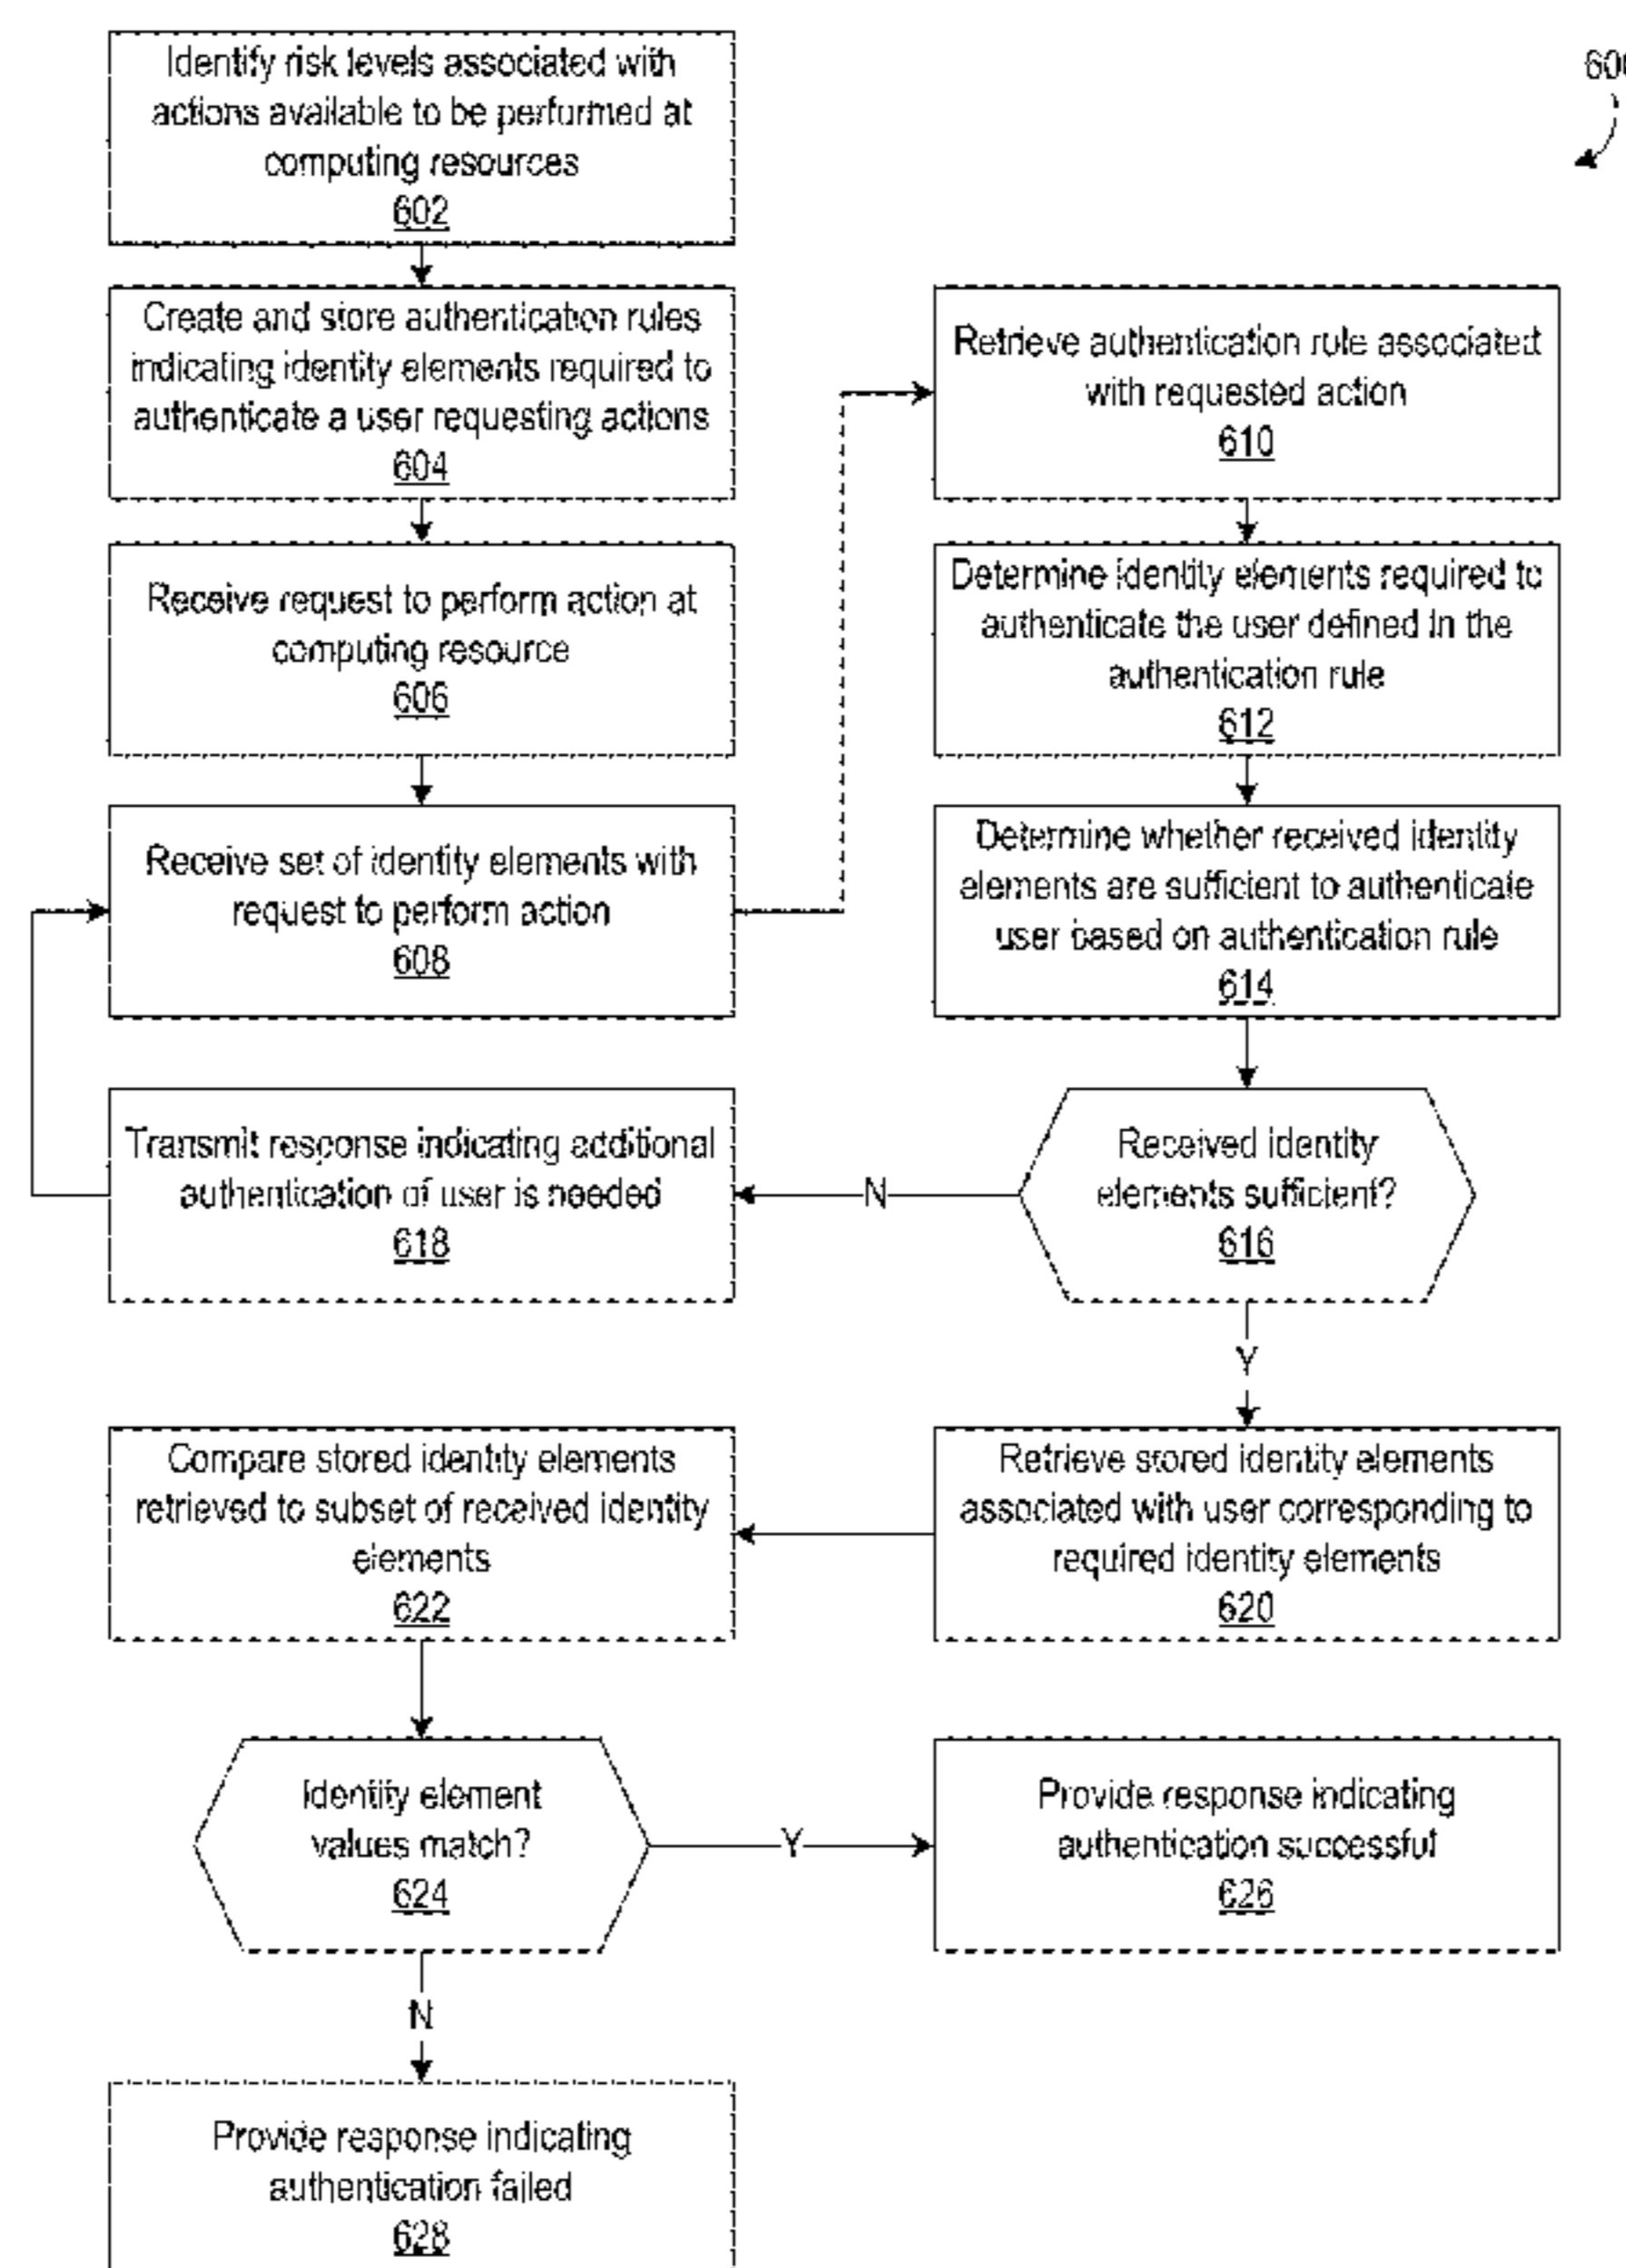 Identify risk levels associated with
actions available to be performed at
computing resources
602
Create and store authentication rules
indicating identity elements required to
authenticate a user requesting actions
604
Receive request to perform action at
computing resource
606
Receive set of identity elements with
request to perform action
608
Retrieve authentication rule associated
with requested action
610
Determine identity elements required to
authenticate the user defined in the
authentication rule
612
Determine whether received identity
elements are sufficient to authenticate
user based on authentication rule
614
Received identity
elements sufficient?
616
N
Transmit response indicating additional
authentication of user is needed
618
Y
Retrieve stored identity elements
associated with user corresponding to
required identity elements
620
Compare stored identity elements
retrieved to subset of received identity
elements
622
Identity element
values match?
624
Y
Provide response indicating
authentication successful
626
N
Provide response indicating
authentication failed
628